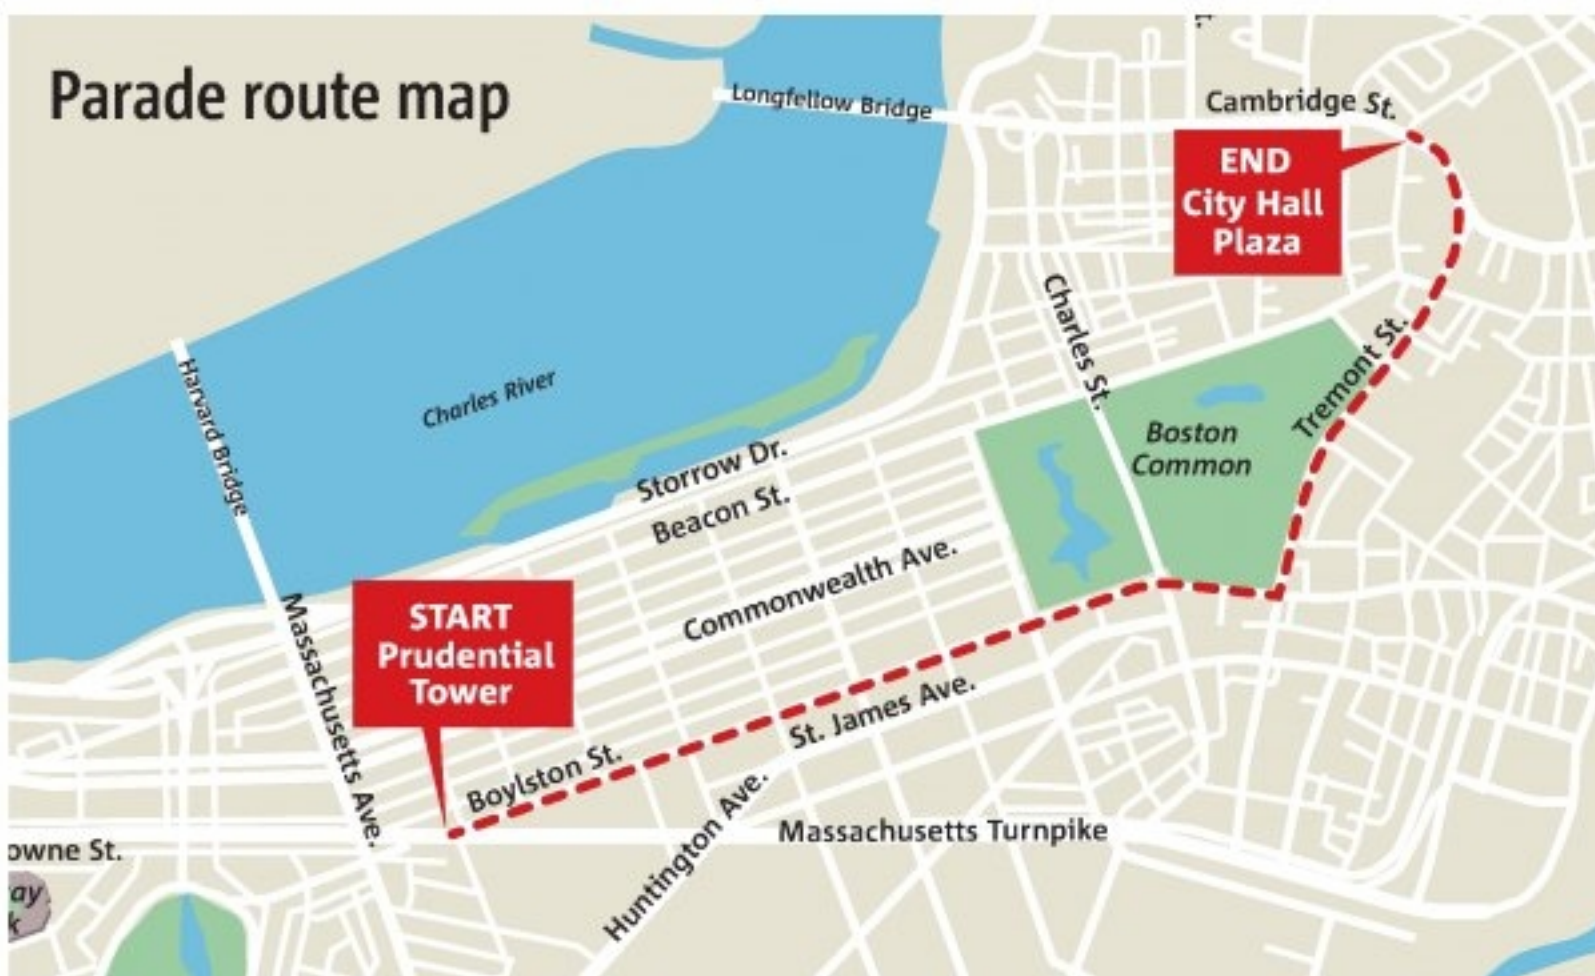 Parade route map
Longfellow Bridge
Cambridge St.
END
City Hall
Plaza
Charles St.
Tremont St.
Boston
Common
Harvard Bridge
Charles River
Storrow Dr.
Beacon St.
Commonwealth Ave.
START
Prudential
Tower
Massachusetts Ave.
St. James Ave.
Boylston St.
Huntington Ave.
Massachusetts Turnpike
owne St.
ay
k